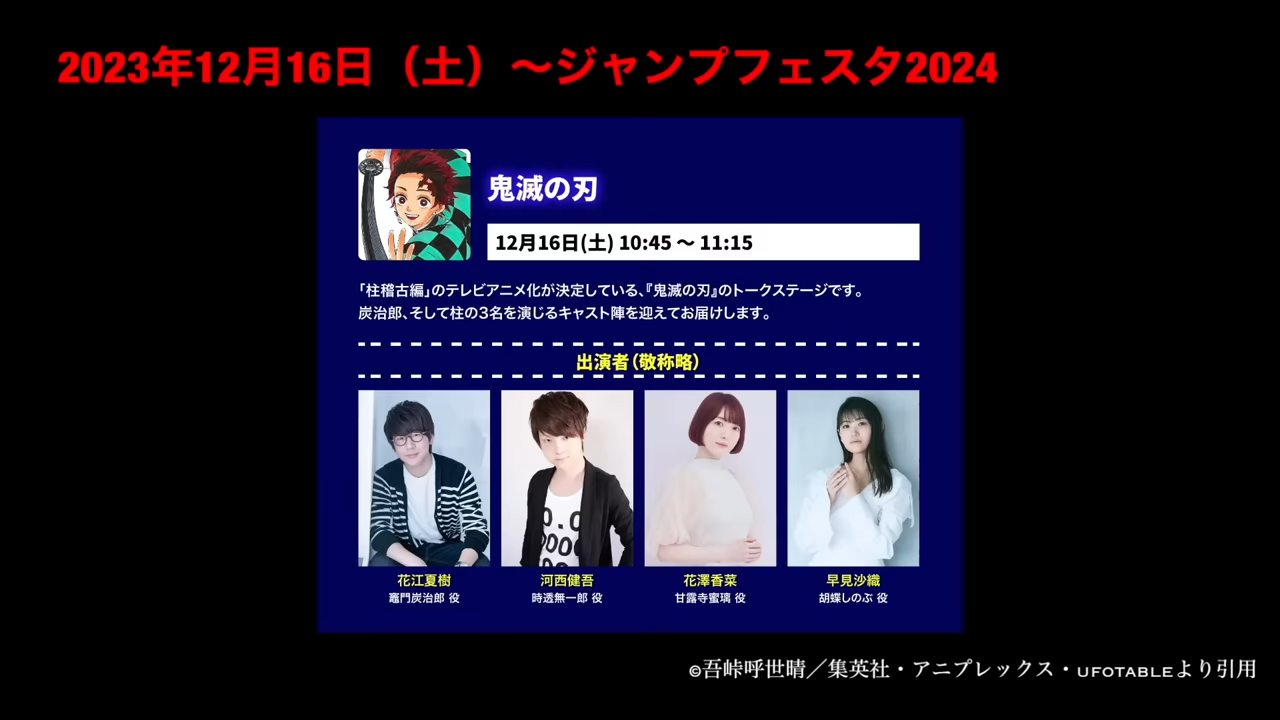 2023年12月16日（土）〜ジャンプフェスタ2024
鬼滅の刃
12月16日(土) 10:45 〜 11:15
「柱稽古編」のテレビアニメ化が決定している、『鬼滅の刃』のトークステージです。
炭治郎、そして柱の3名を演じるキャスト陣を迎えてお届けします。
出演者（敬称略）
花江夏樹
竈門炭治郎 役
河西健吾
時透無一郎 役
花澤香菜
甘露寺蜜璃 役
早見沙織
胡蝶しのぶ 役
©吾峠呼世晴／集英社・アニプレックス・UFOTABLEより引用